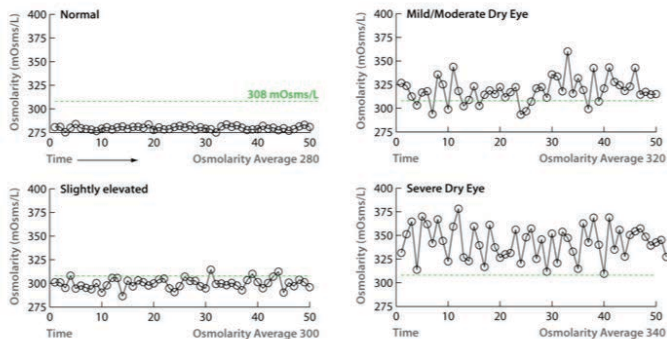 Normal
Osmolarity (mOsms/L)
400
375
350
325
300
275
308 mOsms/L
0 10 20 30 40 50
Time
Osmolarity Average 280
Mild/Moderate Dry Eye
Osmolarity (mOsms/L)
400
375
350
325
300
275
0 10 20 30 40 50
Time
Osmolarity Average 320
Slightly elevated
Osmolarity (mOsms/L)
400
375
350
325
300
275
0 10 20 30 40 50
Time
Osmolarity Average 300
Severe Dry Eye
Osmolarity (mOsms/L)
400
375
350
325
300
275
0 10 20 30 40 50
Time
Osmolarity Average 340